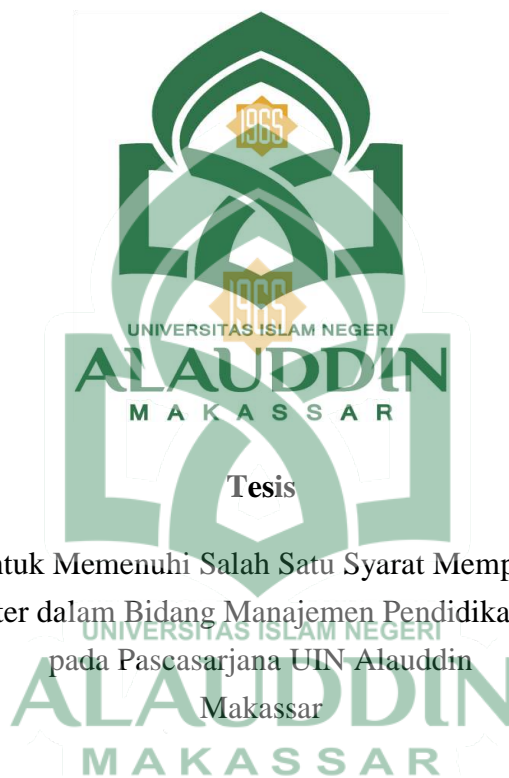 1965
1965
UNIVERSITAS ISLAM NEGERI
ALAUDDIN
MAKASSAR
Tesis
ntuk Memenuhi Salah Satu Syarat Memp
ter dalam Bidang Manajemen Pendidika
UNIVERSITAS ISLAM NEGERI
pada Pascasarjana UIN Alauddin
ALAUDDIN
Makassar
MAKASSAR